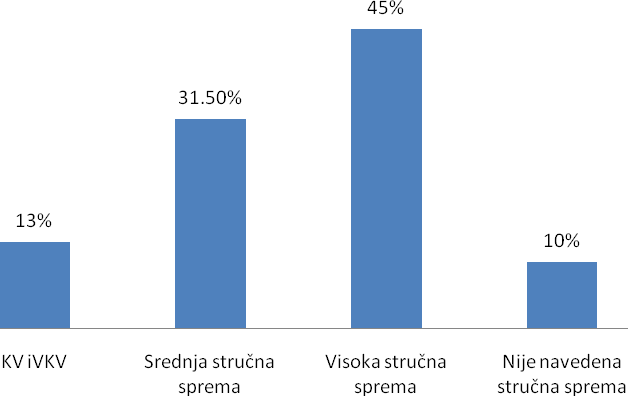 45%
31.50%
13%
10%
KV iVKV
Srednja stručna
sprema
Visoka stručna
sprema
Nije navedena
stručna sprema